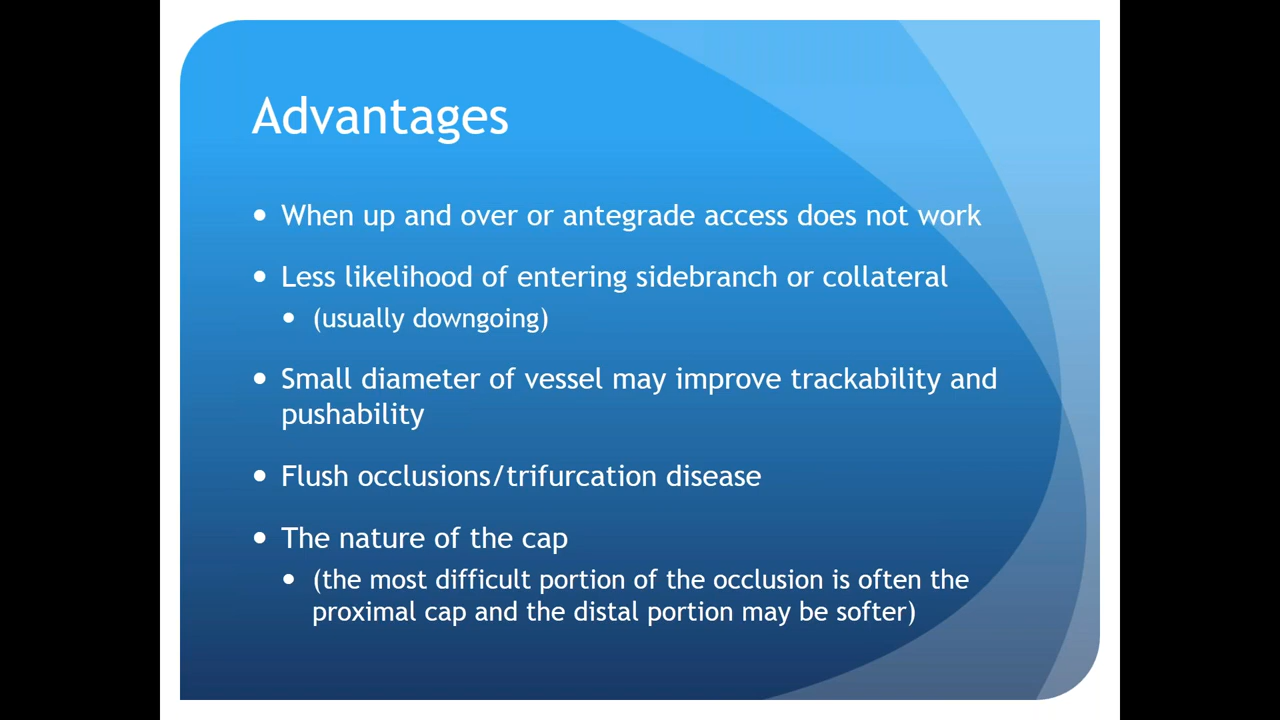 Advantages
• When up and over or antegrade access does not work
• Less likelihood of entering sidebranch or collateral
• (usually downgoing)
• Small diameter of vessel may improve trackability and
pushability
• Flush occlusions/trifurcation disease
• The nature of the cap
• (the most difficult portion of the occlusion is often the
proximal cap and the distal portion may be softer)